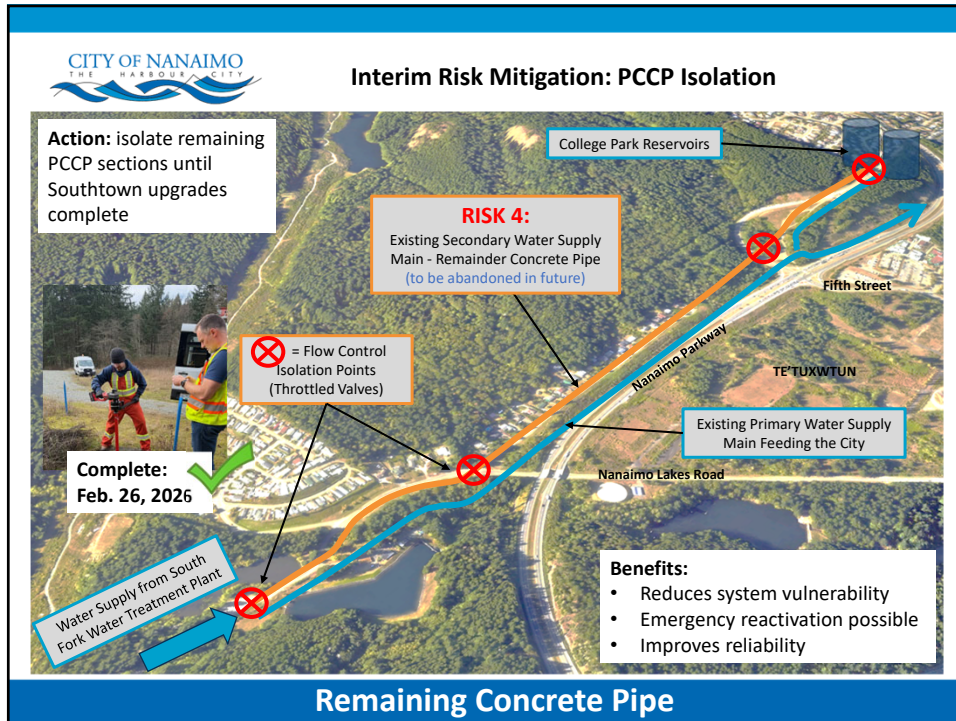 CITY OF NANAIMO
THE HARBOUR CITY
Interim Risk Mitigation: PCCP Isolation
Action: isolate remaining
PCCP sections until
Southtown upgrades
complete
College Park Reservoirs
RISK 4:
Existing Secondary Water Supply
Main - Remainder Concrete Pipe
(to be abandoned in future)
Fifth Street
= Flow Control
Isolation Points
(Throttled Valves)
Nanaimo Parkway
TE'TUXWTUN
Existing Primary Water Supply
Main Feeding the City
Complete:
Feb. 26, 2026
Nanaimo Lakes Road
Water Supply from South
Fork Water Treatment Plant
Benefits:
• Reduces system vulnerability
• Emergency reactivation possible
• Improves reliability
Remaining Concrete Pipe